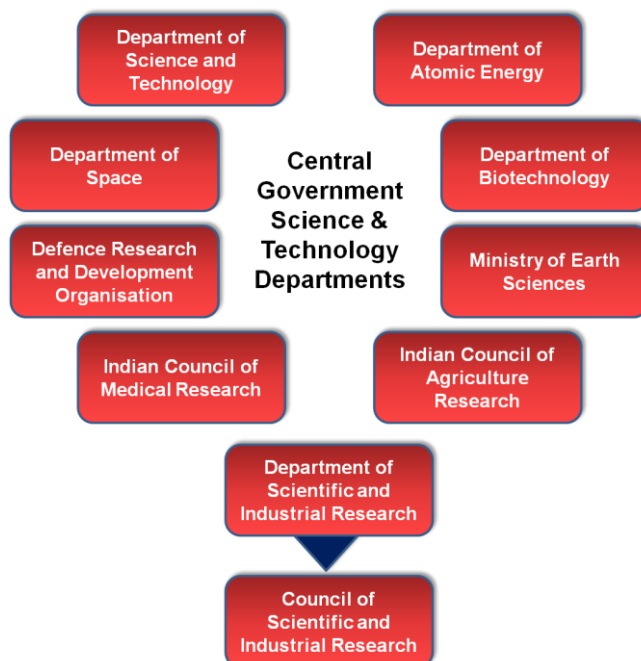 Department of
Science and
Technology
Department of
Atomic Energy
Department of
Space
Central
Government
Science &
Technology
Departments
Department of
Biotechnology
Defence Research
and Development
Organisation
Ministry of Earth
Sciences
Indian Council of
Medical Research
Indian Council of
Agriculture
Research
Department of
Scientific and
Industrial Research
Council of
Scientific and
Industrial Research